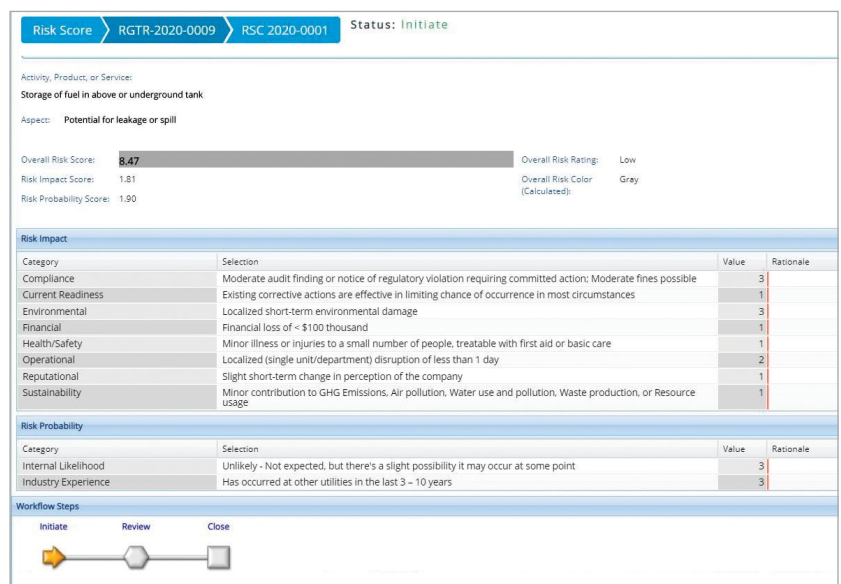 Risk Score RGTR-2020-0009 RSC 2020-0001 Status: Initiate
Activity, Product, or Service:
Storage of fuel in above or underground tank
Aspect: Potential for leakage or spill
Overall Risk Score: 8.47 Overall Risk Rating: Low
Risk Impact Score: 1.81 Overall Risk Color (Calculated): Gray
Risk Probability Score: 1.90
Risk Impact
Category Selection Value Rationale
Compliance Moderate audit finding or notice of regulatory violation requiring committed action; Moderate fines possible 3
Current Readiness Existing corrective actions are effective in limiting chance of occurrence in most circumstances 1
Environmental Localized short-term environmental damage 3
Financial Financial loss of < $100 thousand 1
Health/Safety Minor illness or injuries to a small number of people, treatable with first aid or basic care 1
Operational Localized (single unit/department) disruption of less than 1 day 2
Reputational Slight short-term change in perception of the company 1
Sustainability Minor contribution to GHG Emissions, Air pollution, Water use and pollution, Waste production, or Resource 1
usage
Risk Probability
Category Selection Value Rationale
Internal Likelihood Unlikely - Not expected, but there's a slight possibility it may occur at some point 3
Industry Experience Has occurred at other utilities in the last 3 – 10 years 3
Workflow Steps
Initiate Review Close